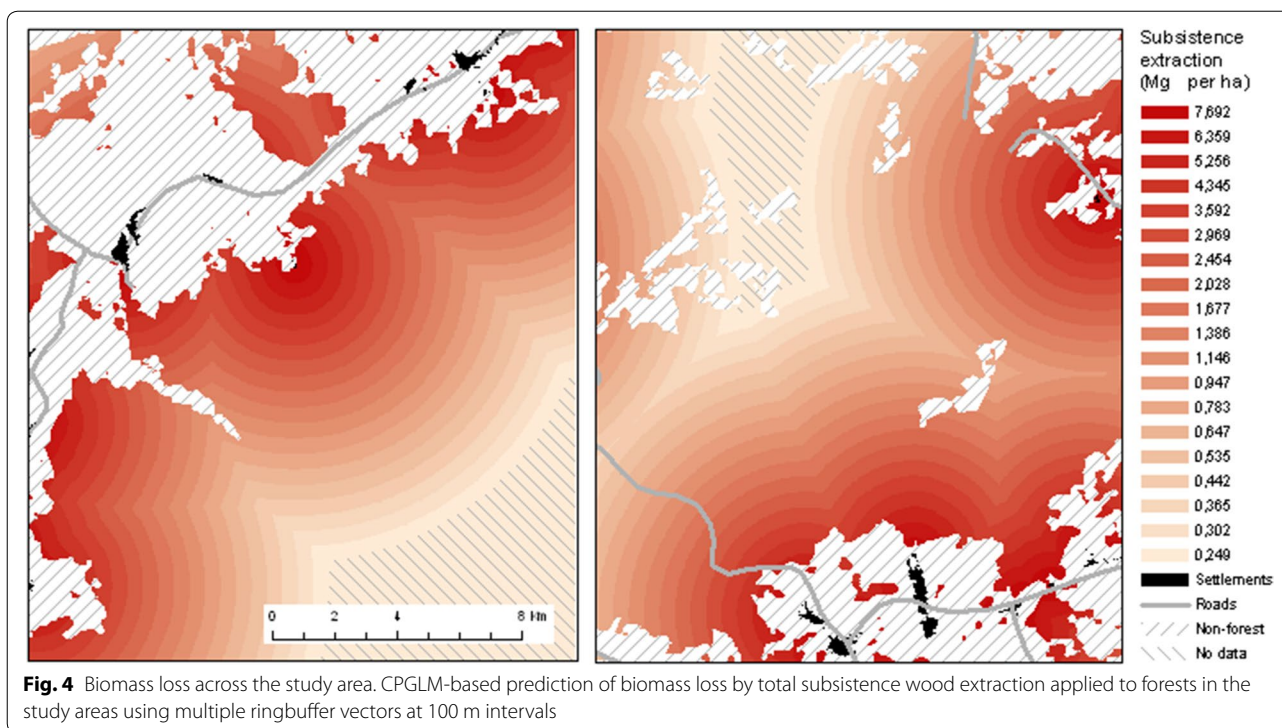 Subsistence
extraction
(Mg per ha)
7,692
6,359
5,256
4,345
3,592
2,969
2,454
2,028
1,677
1,386
1,146
0,947
0,783
0,647
0,535
0,442
0,365
0,302
0,249
Settlements
Roads
Non-forest
No data
0 2 4 8 km
Fig. 4 Biomass loss across the study area. CPGLM-based prediction of biomass loss by total subsistence wood extraction applied to forests in the
study areas using multiple ringbuffer vectors at 100 m intervals